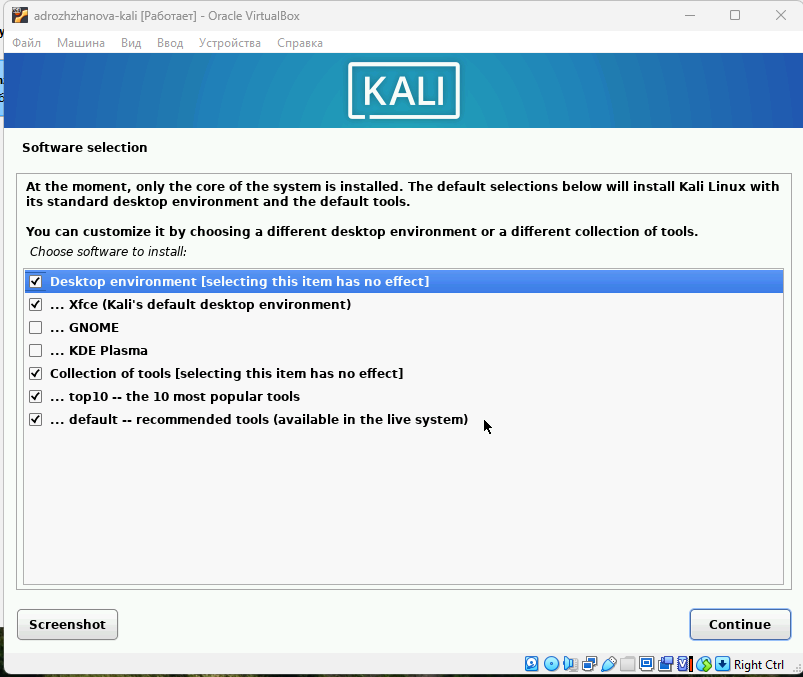 adrozhzhanova-kali [Работает] - Oracle VirtualBox
Файл Машина Вид Ввод Устройства Справка
KALI
Software selection
At the moment, only the core of the system is installed. The default selections below will install Kali Linux with
its standard desktop environment and the default tools.
You can customize it by choosing a different desktop environment or a different collection of tools.
Choose software to install:
Desktop environment [selecting this item has no effect]
... Xfce (Kali's default desktop environment)
... GNOME
... KDE Plasma
Collection of tools [selecting this item has no effect]
... top10 -- the 10 most popular tools
... default -- recommended tools (available in the live system)
Screenshot Continue
Right Ctrl